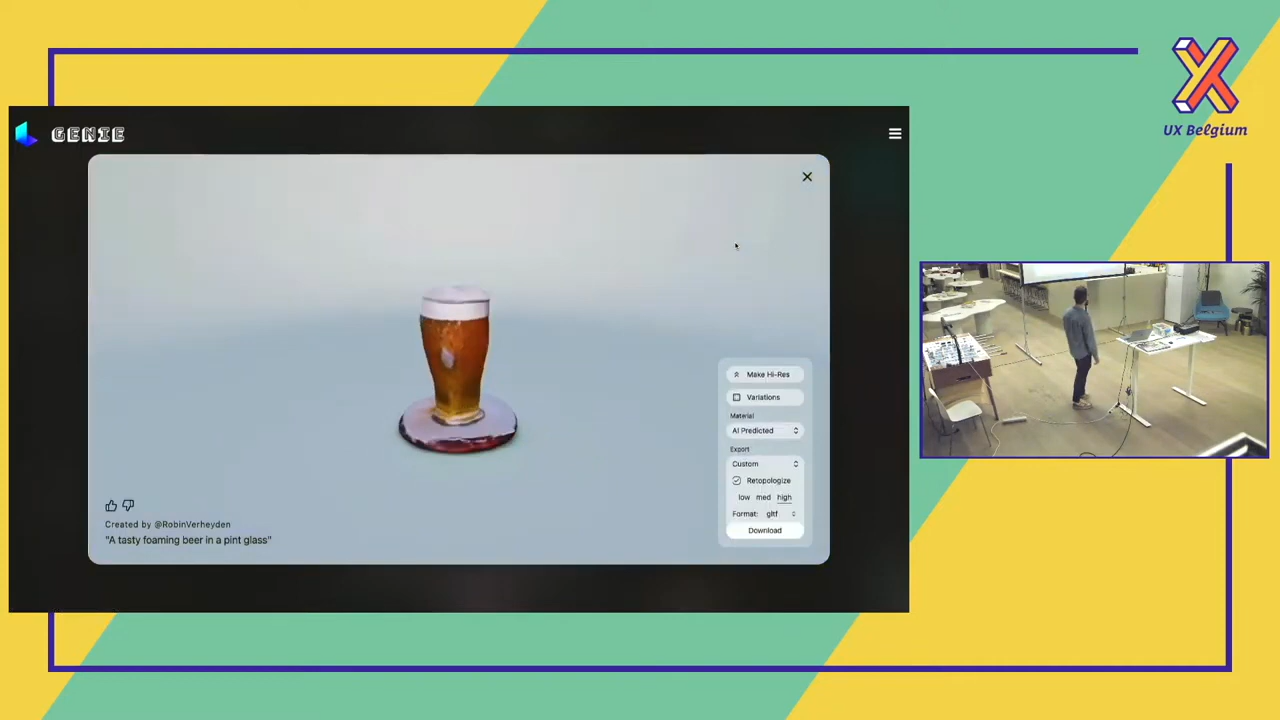 UX Belgium
GENIE
Make Hi-Res
Variations
Material
AI Predicted
Export
Custom
Retopologize
low med high
Format: gltf
Download
Created by @RobinVerheyden
"A tasty foaming beer in a pint glass"